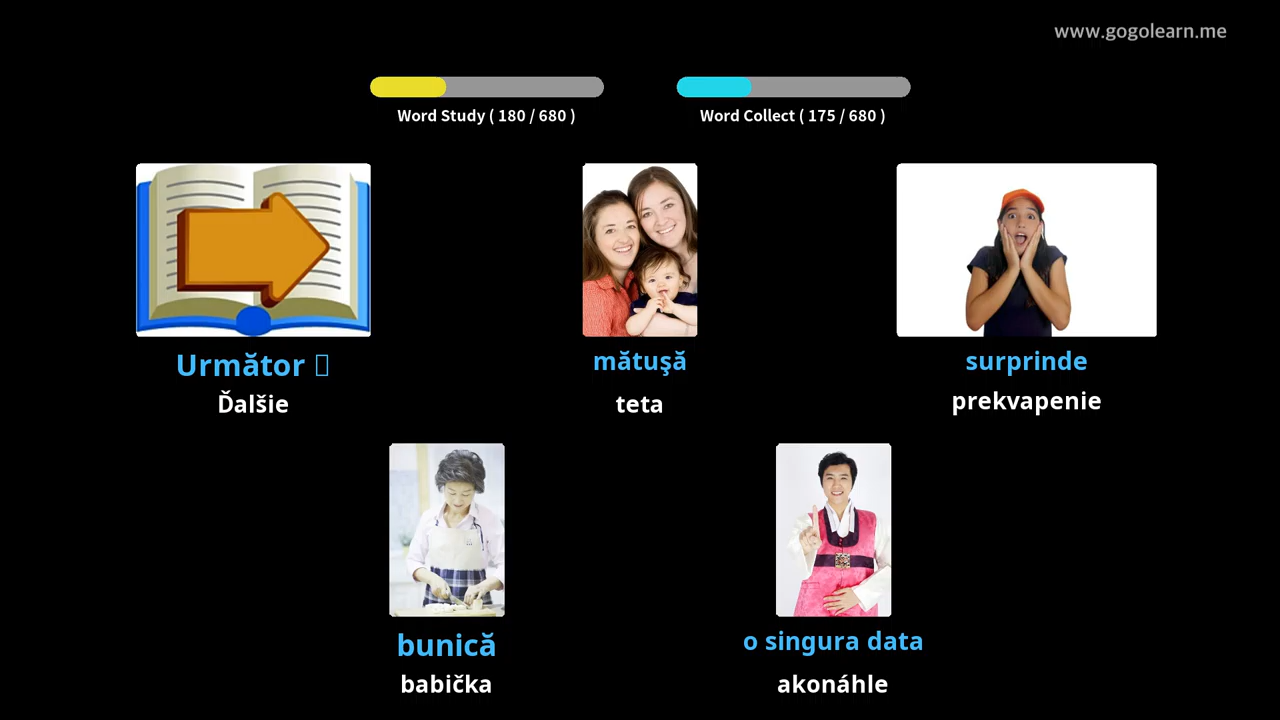 www.gogolearn.me
Word Study ( 180 / 680 )
Word Collect ( 175 / 680 )
Următor
Ďalšie
mătuşă
teta
surprinde
prekvapenie
bunică
babička
o singura data
akonáhle